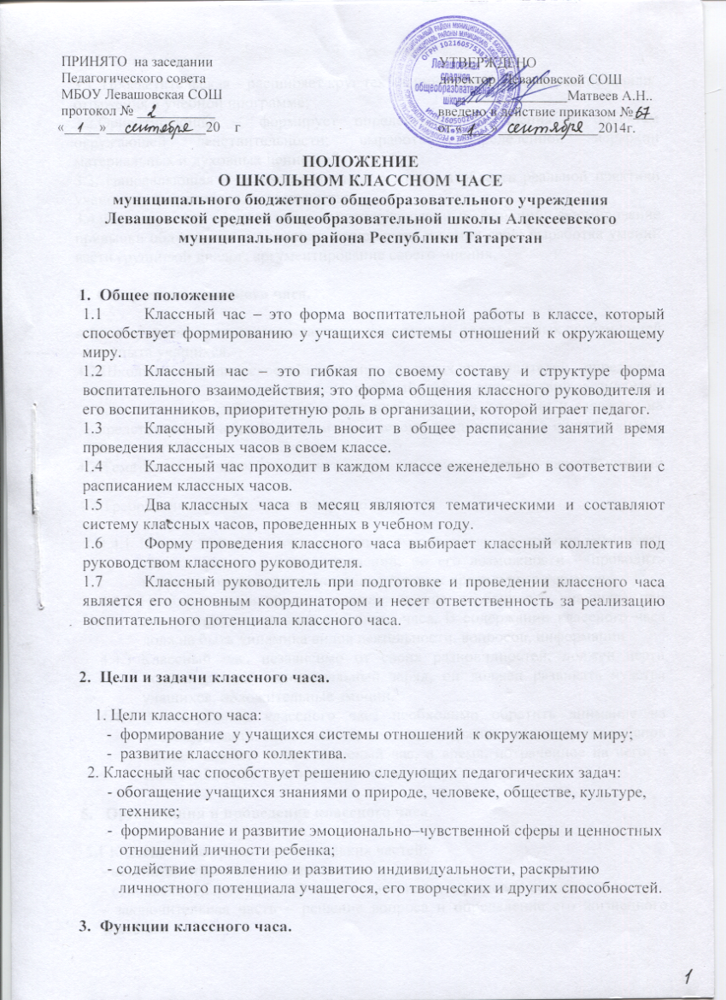 ПРИНЯТО на заседании
Педагогического совета
МБОУ Левашовская СОШ
протокол № 2
« 1 » сентября 20 г
УТВЕРЖДЕНО
директор Левашовской СОШ
Матвеев А.Н..
введено в действие приказом № 67
от « 1 » сентября 2014г.
Левашовская
средняя
общеобразовательная
школа
ПОЛОЖЕНИЕ
О ШКОЛЬНОМ КЛАССНОМ ЧАСЕ
муниципального бюджетного общеобразовательного учреждения
Левашовской средней общеобразовательной школы Алексеевского
муниципального района Республики Татарстан
1. Общее положение
1.1 Классный час – это форма воспитательной работы в классе, который
способствует формированию у учащихся системы отношений к окружающему
миру.
1.2 Классный час – это гибкая по своему составу и структуре форма
воспитательного взаимодействия; это форма общения классного руководителя и
его воспитанников, приоритетную роль в организации, которой играет педагог.
1.3 Классный руководитель вносит в общее расписание занятий время
проведения классных часов в своем классе.
1.4 Классный час проходит в каждом классе еженедельно в соответствии с
расписанием классных часов.
1.5 Два классных часа в месяц являются тематическими и составляют
систему классных часов, проведенных в учебном году.
1.6 Форму проведения классного часа выбирает классный коллектив под
руководством классного руководителя.
1.7 Классный руководитель при подготовке и проведении классного часа
является его основным координатором и несет ответственность за реализацию
воспитательного потенциала классного часа.
2. Цели и задачи классного часа.
1. Цели классного часа:
- формирование у учащихся системы отношений к окружающему миру;
- развитие классного коллектива.
2. Классный час способствует решению следующих педагогических задач:
- обогащение учащихся знаниями о природе, человеке, обществе, культуре,
технике;
- формирование и развитие эмоционально–чувственной сферы и ценностных
отношений личности ребенка;
- содействие проявлению и развитию индивидуальности, раскрытию
личностного потенциала учащегося, его творческих и других способностей.
3. Функции классного часа.
1